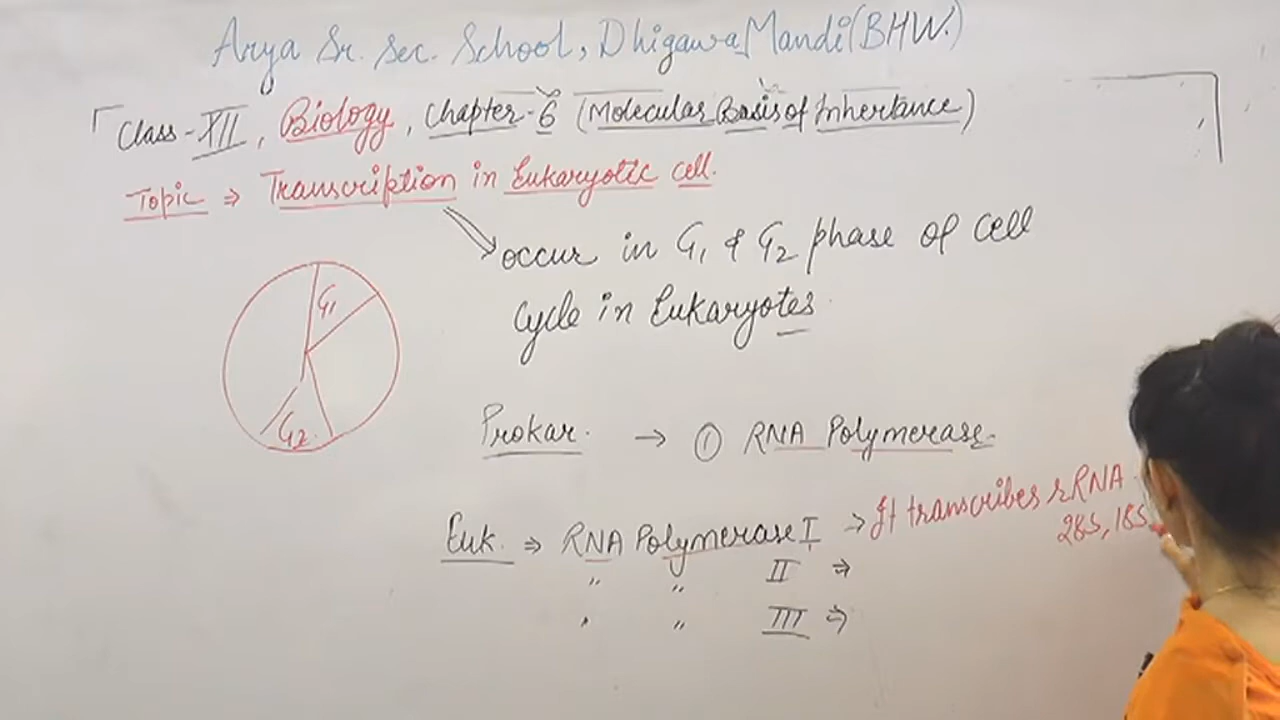 Arya Sr. Sec. School, Dhigawa Mandi (BHW.)
Class-XII, Biology, Chapter-6 (Molecular Basis of Inhertance)
Topic ⇒ Transcription in Eukaryotic cell.
occur in G1 & G2 phase of cell
cycle in Eukaryotes
G1
G2
Prokar. → ① RNA Polymerase
Euk. ⇒ RNA Polymerase I → It transcribes rRNA
28S, 18S
" " II ⇒
" " III ⇒